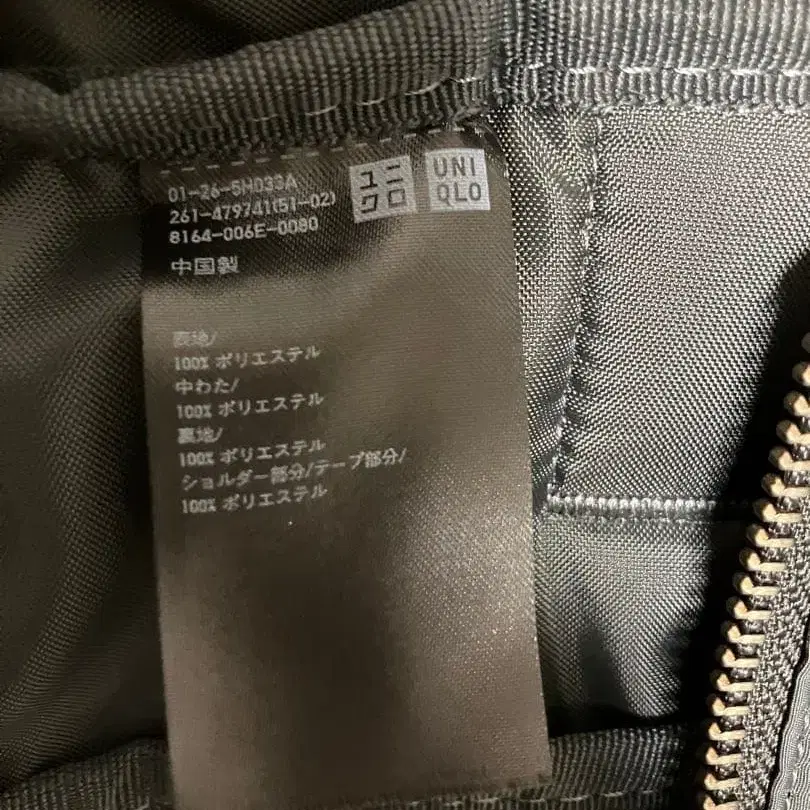 01-26-5H033A
261-479741(51-02)
8164-006E-0080
ユニ
クロ
UNI
QLO
中国製
表地/
100% ポリエステル
中わた/
100% ポリエステル
裏地/
100% ポリエステル
ショルダー部分/テープ部分/
100% ポリエステル